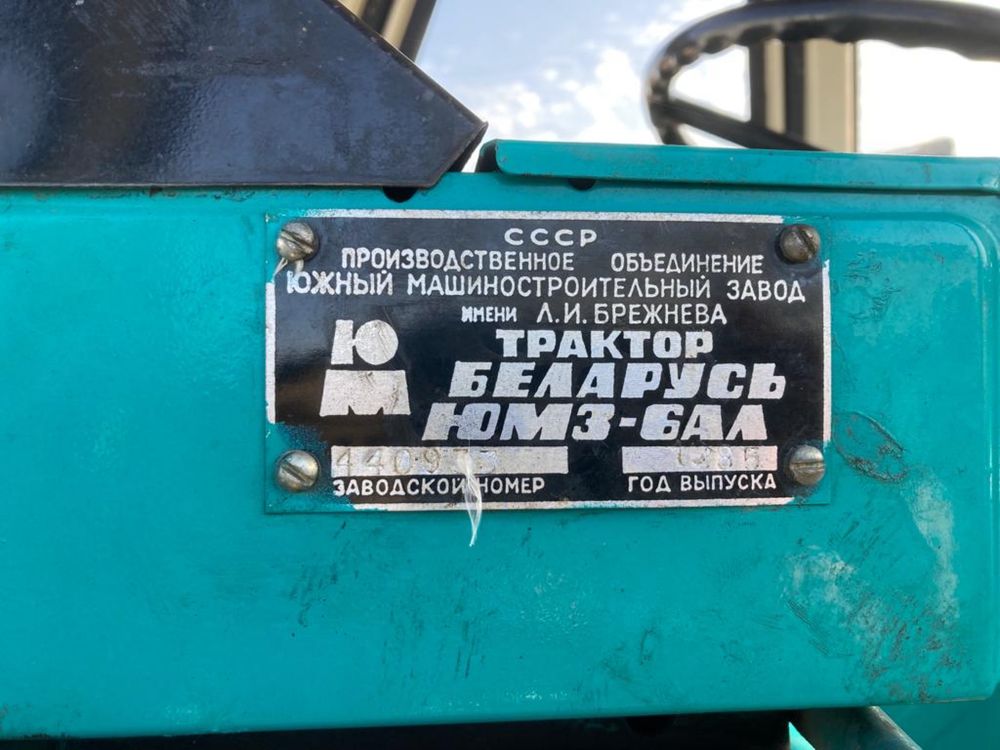 СССР
ПРОИЗВОДСТВЕННОЕ ОБЪЕДИНЕНИЕ
ЮЖНЫЙ МАШИНОСТРОИТЕЛЬНЫЙ ЗАВОД
ИМЕНИ Л.И. БРЕЖНЕВА
ЮМ
ТРАКТОР
БЕЛАРУСЬ
ЮМЗ-6АЛ
ЗАВОДСКОЙ НОМЕР ГОД ВЫПУСКА